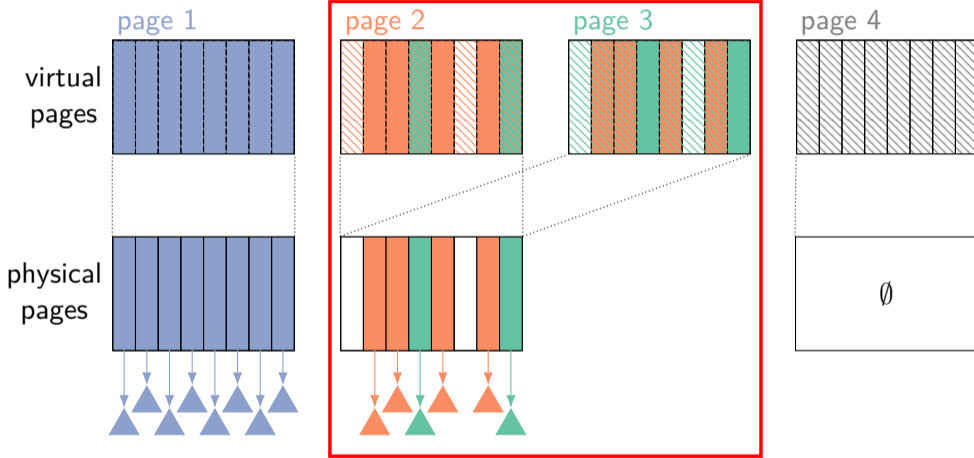 page 1
page 2
page 3
page 4
virtual
pages
physical
pages
∅